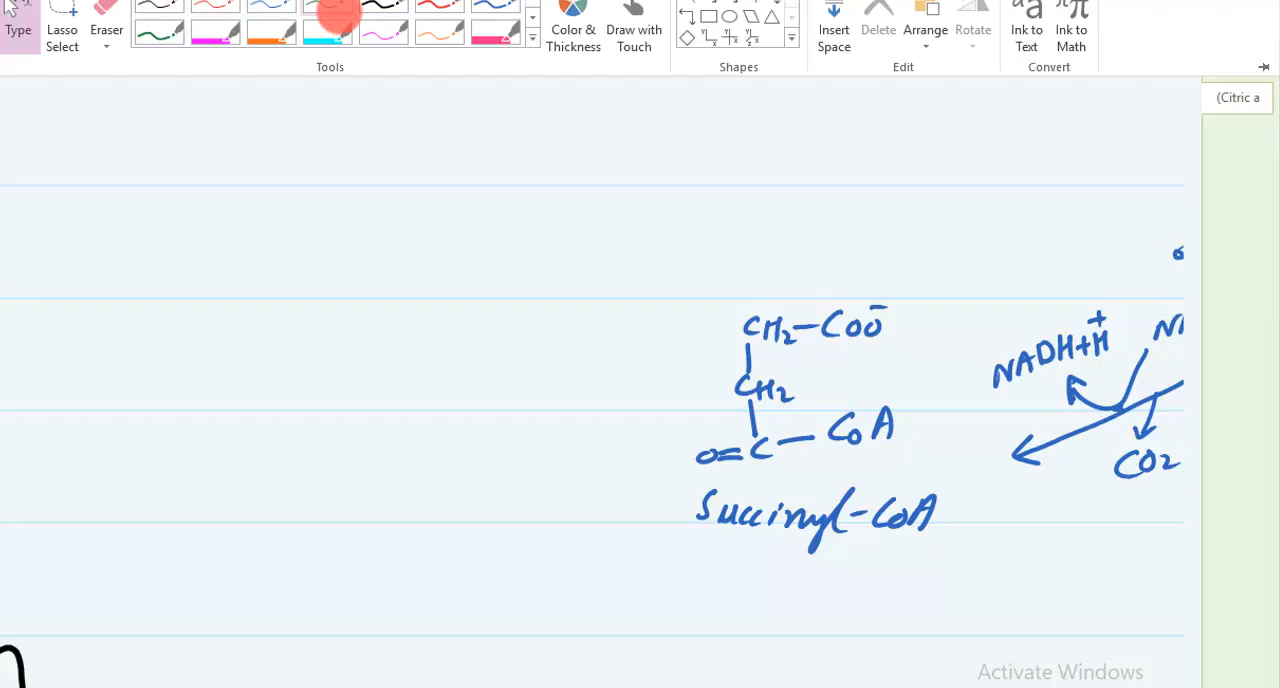 Type
Lasso Select
Eraser
Color & Thickness
Draw with Touch
Insert Space
Delete
Arrange
Rotate
Ink to Text
Ink to Math
Tools
Shapes
Edit
Convert
(Citric a
CH2-COO⁻
CH2
O=C-CoA
Succinyl-CoA
NADH+H⁺
CO2
Activate Windows